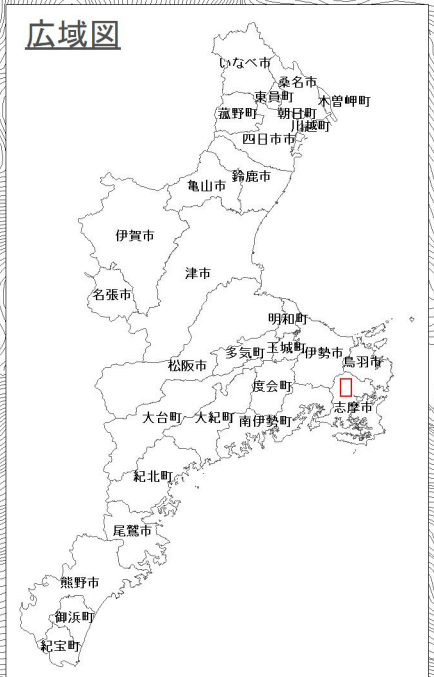 広域図
いなべ市
桑名市
東員町
木曽岬町
菰野町
朝日町
川越町
四日市市
鈴鹿市
亀山市
伊賀市
津市
名張市
明和町
玉城町
伊勢市
多気町
鳥羽市
松阪市
度会町
志摩市
大台町
大紀町
南伊勢町
紀北町
尾鷲市
熊野市
御浜町
紀宝町